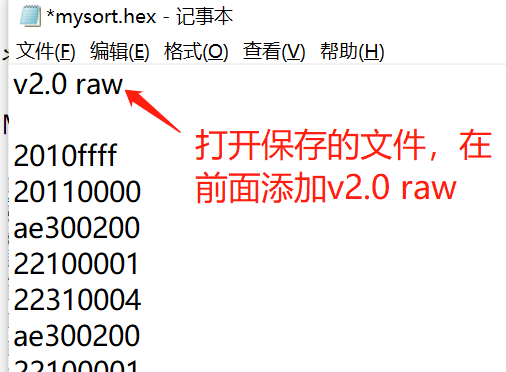 *mysort.hex - 记事本
文件(F) 编辑(E) 格式(O) 查看(V) 帮助(H)
v2.0 raw
打开保存的文件，在
前面添加v2.0 raw
2010ffff
20110000
ae300200
22100001
22310004
ae300200
22100001